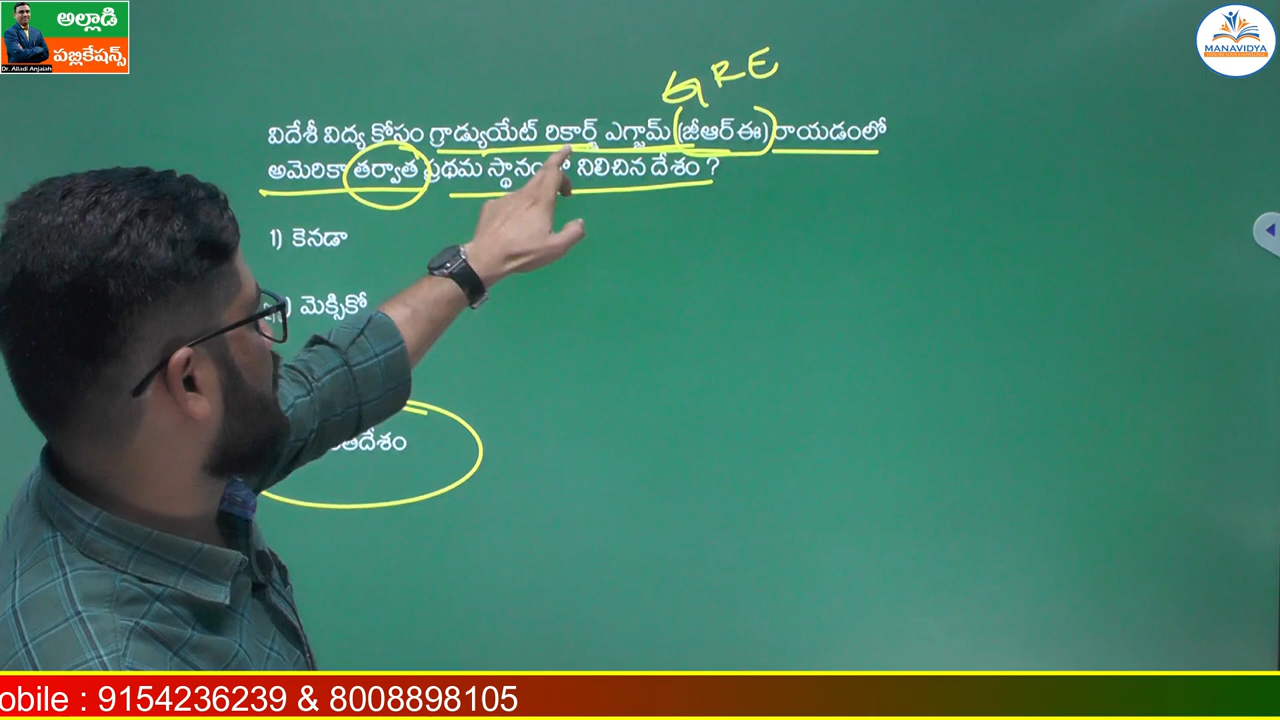 అల్లాడి
పబ్లికేషన్స్
Dr. Alladi Anjaiah
MANAVIDYA
GRE
విదేశీ విద్య కోసం గ్రాడ్యుయేట్ రికార్డ్ ఎగ్జామ్ (జీఆర్ఈ) రాయడంలో
అమెరికా తర్వాత ప్రథమ నిలిచిన దేశం ?
1) కెనడా
మెక్సికో
obile : 9154236239 & 8008898105